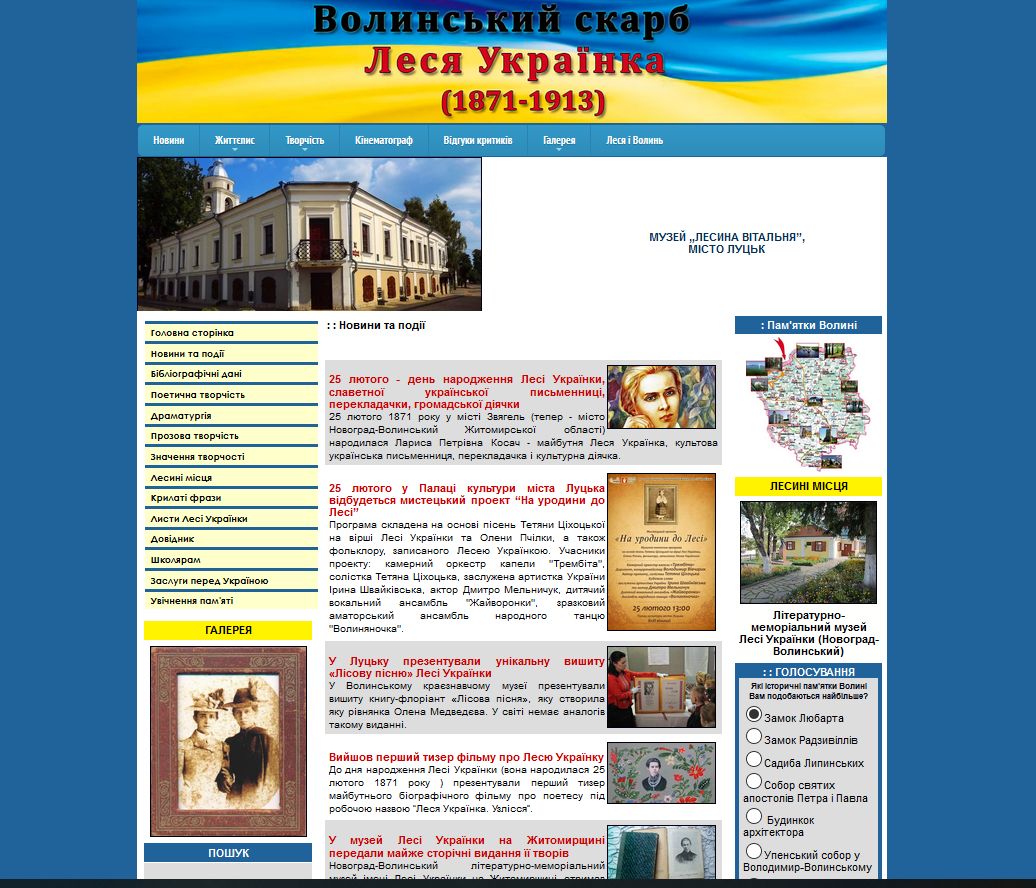 Волинський скарб
Леся Українка
(1871-1913)
Новини
Життєпис
Творчість
Кінематограф
Відгуки критиків
Галерея
Леся і Волинь
МУЗЕЙ „ЛЕСИНА ВІТАЛЬНЯ”,
МІСТО ЛУЦЬК
Головна сторінка
Новини та події
Бібліографічні дані
Поетична творчість
Драматургія
Прозова творчість
Значення творчості
Лесині місця
Крилаті фрази
Листи Лесі Українки
Довідник
Школярам
Заслуги перед Україною
Увічнення пам'яті
ГАЛЕРЕЯ
ПОШУК
: : Новини та події
25 лютого - день народження Лесі Українки,
славетної української письменниці,
перекладачки, громадської діячки
25 лютого 1871 року у місті Звягель (тепер - місто
Новоград-Волинський Житомирської області)
народилася Лариса Петрівна Косач - майбутня Леся Українка, культова
українська письменниця, перекладачка і культурна діячка.
25 лютого у Палаці культури міста Луцька
відбудеться мистецький проект “На уродини до
Лесі”
Програма складена на основі пісень Тетяни Ціхоцької
на вірші Лесі Українки та Олени Пчілки, а також
фольклору, записаного Лесею Українкою. Учасники
проекту: камерний оркестр капели "Трембіта",
солістка Тетяна Ціхоцька, заслужена артистка України
Ірина Швайківська, актор Дмитро Мельничук, дитячий
вокальний ансамбль "Жайворонки", зразковий
аматорський ансамбль народного танцю
"Волиняночка".
«На уродини до Лесі»
25 лютого 13:00
У Луцьку презентували унікальну вишиту
«Лісову пісню» Лесі Українки
У Волинському краєзнавчому музеї презентували
вишиту книгу-флоріант «Лісова пісня», яку створила
яку рівнянка Олена Медведєва. У світі немає аналогів
такому виданні.
Вийшов перший тизер фільму про Лесю Українку
До дня народження Лесі Українки (вона народилася 25
лютого 1871 року ) презентували перший тизер
майбутнього біографічного фільму про поетесу під
робочою назвою "Леся Українка. Узлісся".
У музей Лесі Українки на Житомирщині
передали майже сторічні видання її творів
Новоград-Волинський літературно-меморіальний
музей імені Лесі Українки на Житомирщині отримав
: Пам'ятки Волині
ЛЕСИНІ МІСЦЯ
Літературно-
меморіальний музей
Лесі Українки (Новоград-
Волинський)
: : ГОЛОСУВАННЯ
Які історичні пам'ятки Волині
Вам подобаються найбільше?
Замок Любарта
Замок Радзивіллів
Садиба Липинських
Собор святих
апостолів Петра і Павла
Будинкок
архітектора
Упенський собор у
Володимир-Волинському